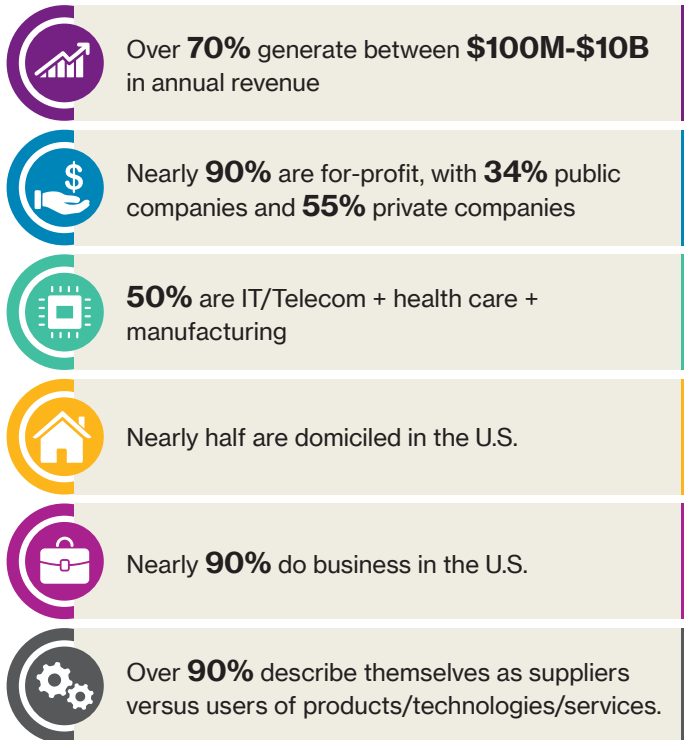 Over 70% generate between $100M-$10B
in annual revenue
$
Nearly 90% are for-profit, with 34% public
companies and 55% private companies
50% are IT/Telecom + health care +
manufacturing
Nearly half are domiciled in the U.S.
Nearly 90% do business in the U.S.
Over 90% describe themselves as suppliers
versus users of products/technologies/services.